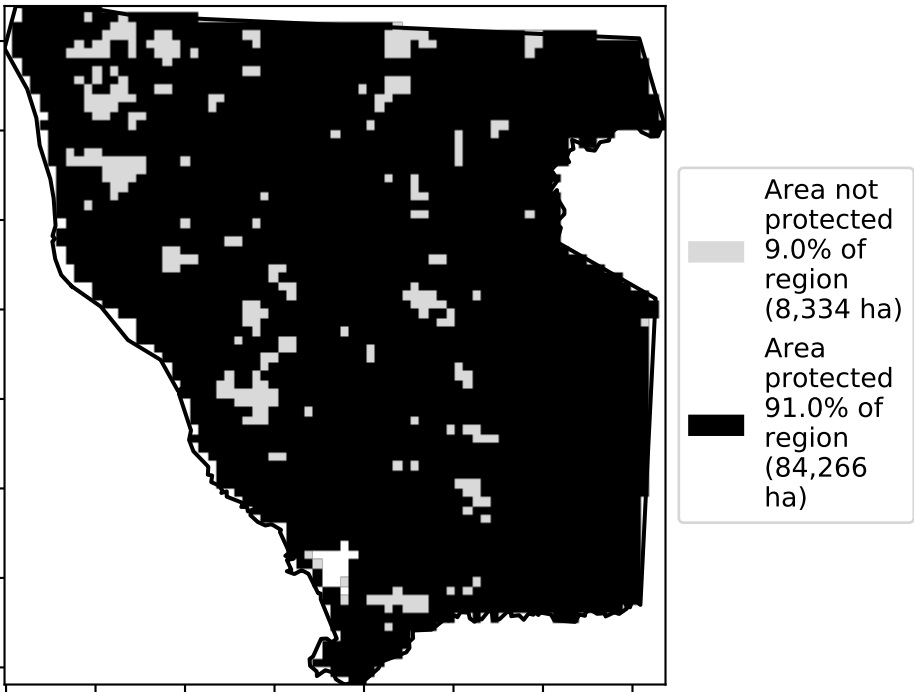 Area not
protected
9.0% of
region
(8,334 ha)
Area
protected
91.0% of
region
(84,266
ha)